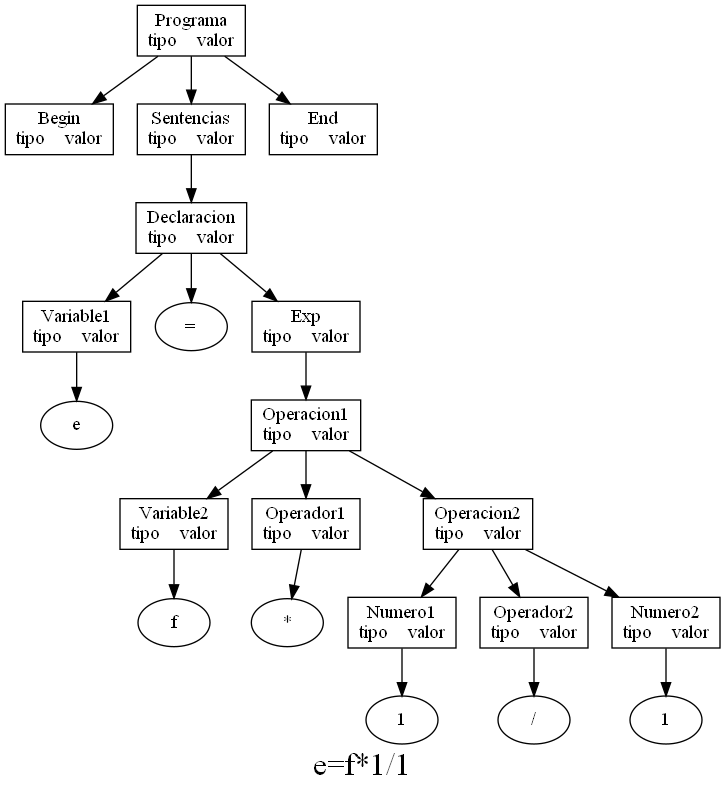 Programa
tipo valor
Begin
tipo valor
Sentencias
tipo valor
End
tipo valor
Declaracion
tipo valor
Variable1
tipo valor
=
Exp
tipo valor
e
Operacion1
tipo valor
Variable2
tipo valor
Operador1
tipo valor
Operacion2
tipo valor
f
*
Numero1
tipo valor
Operador2
tipo valor
Numero2
tipo valor
1
/
1
e=f*1/1